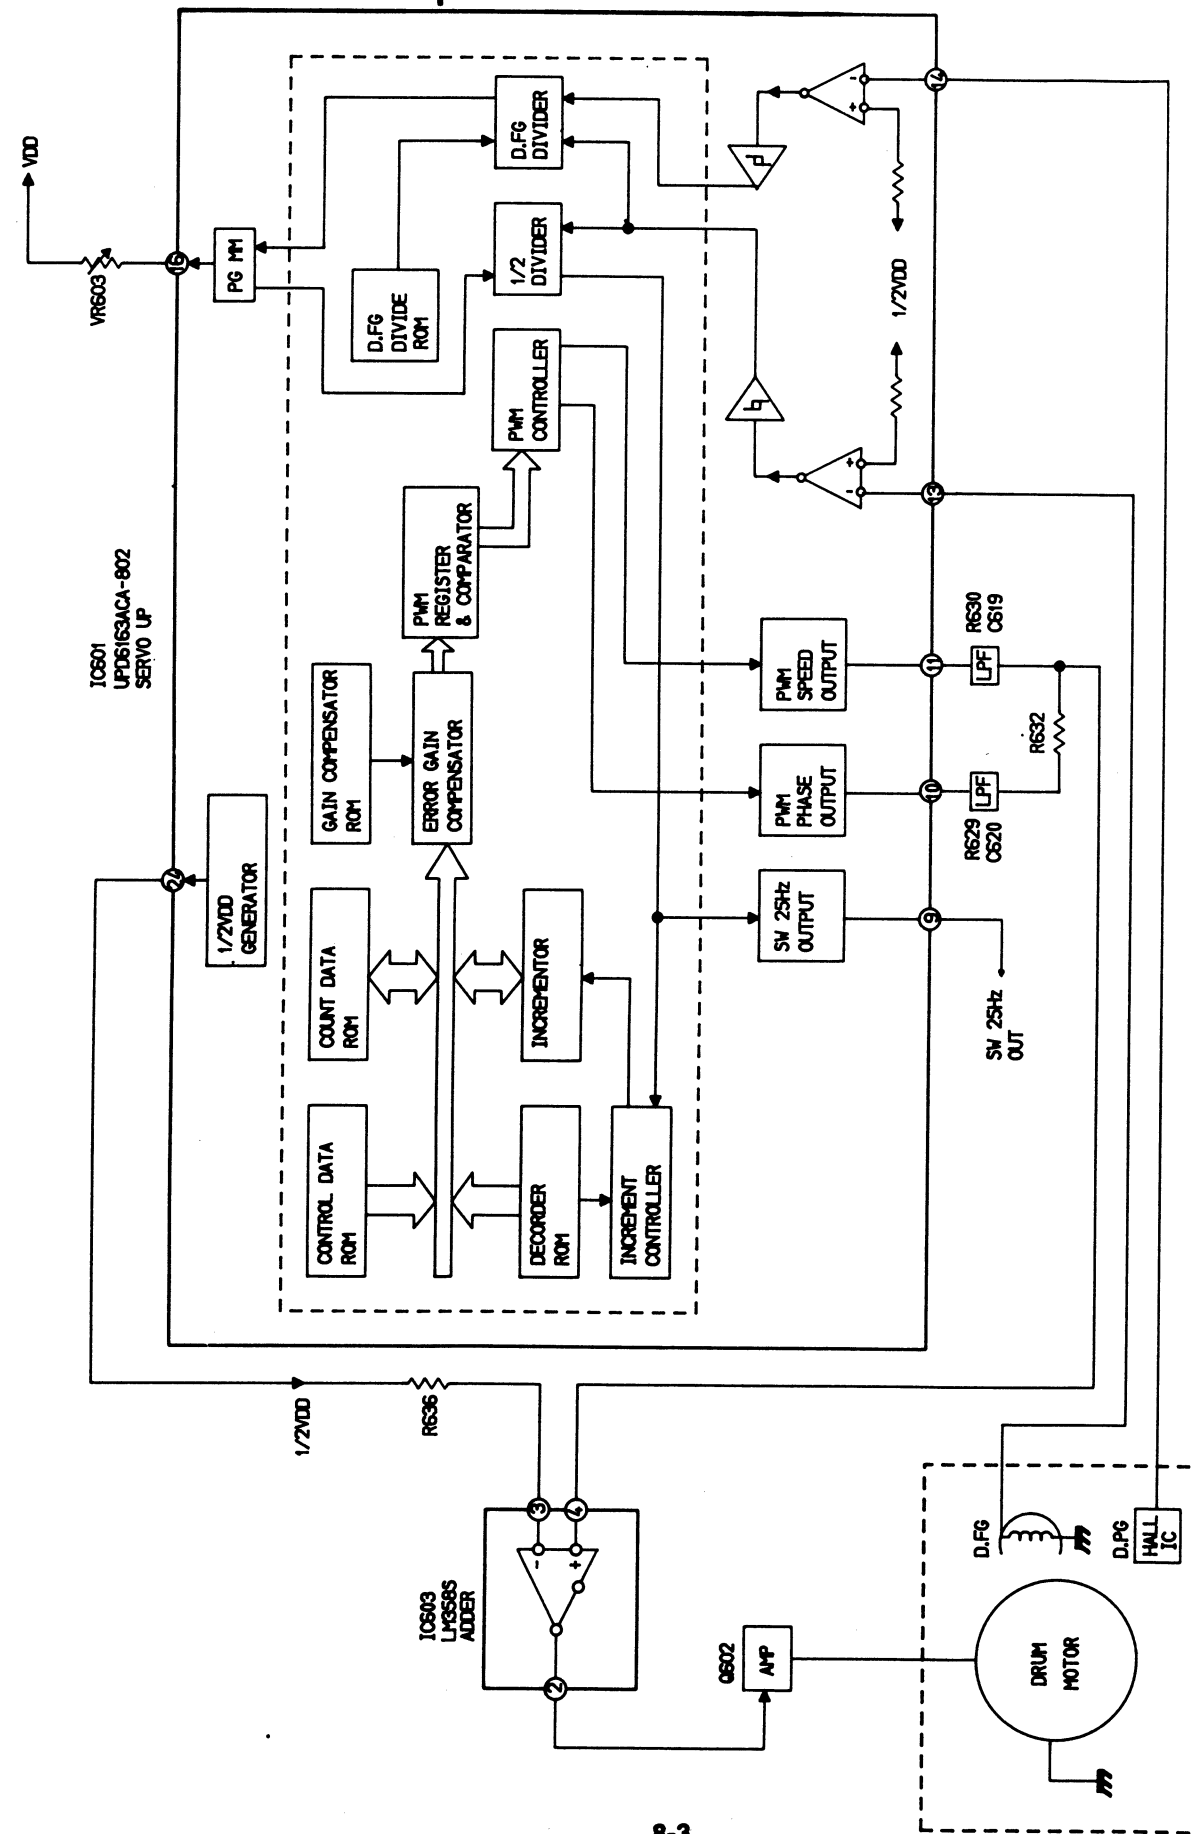 IC601
UPD6163ACA-802
SERVO UP
VDD
VR603
16
PG MM
24
1/2VDD
GENERATOR
1/2VDD
R636
CONTROL DATA
ROM
COUNT DATA
ROM
GAIN COMPENSATOR
ROM
ERROR GAIN
COMPENSATOR
PWM
REGISTER
& COMPARATOR
PWM
CONTROLLER
D.FG
DIVIDE
ROM
1/2
DIVIDER
D.FG
DIVIDER
DECORDER
ROM
INCREMENTOR
INCREMENT
CONTROLLER
SW 25Hz
OUTPUT
PWM
PHASE
OUTPUT
PWM
SPEED
OUTPUT
- +
- +
1/2VDD
9
10
11
13
14
SW 25Hz
OUT
R629
C620
LPF
R632
R630
C619
LPF
IC603
LM358S
ADDER
3
4
-
+
2
Q602
AMP
D.FG
D.PG
HALL
IC
DRUM
MOTOR
8-3